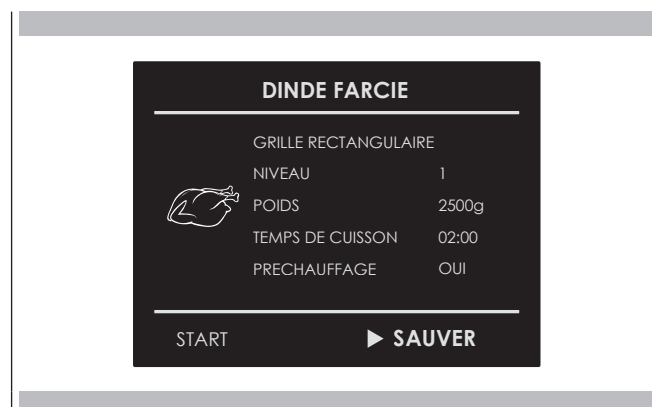 DINDE FARCIE
GRILLE RECTANGULAIRE
NIVEAU 1
POIDS 2500g
TEMPS DE CUISSON 02:00
PRECHAUFFAGE OUI
START ▶ SAUVER